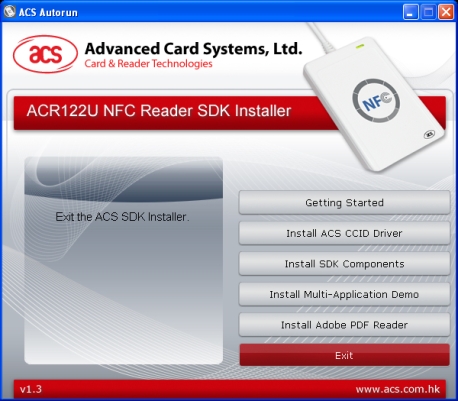 ACS Autorun
ACS
Advanced Card Systems, Ltd.
Card & Reader Technologies
NFC
ACS
ACR122U NFC Reader SDK Installer
Exit the ACS SDK Installer.
Getting Started
Install ACS CCID Driver
Install SDK Components
Install Multi-Application Demo
Install Adobe PDF Reader
Exit
v1.3
www.acs.com.hk